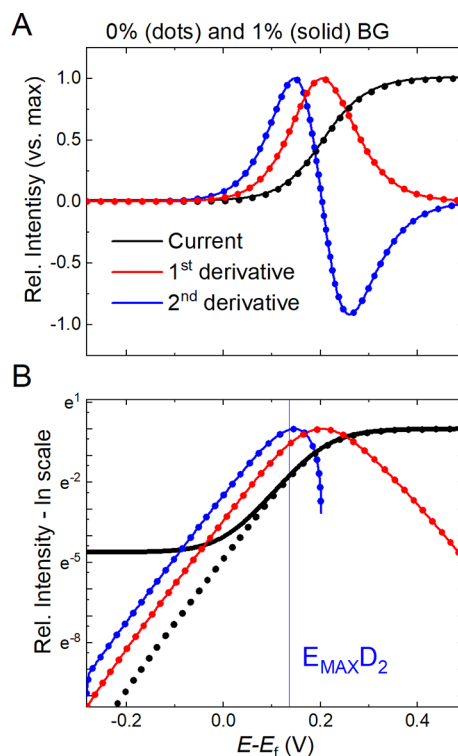 A
0% (dots) and 1% (solid) BG
Rel. Intentisy (vs. max)
1.0
0.5
0.0
-0.5
-1.0
Current
1st derivative
2nd derivative
B
Rel. Intensity - ln scale
e1
e-2
e-5
e-8
EMAXD2
-0.2 0.0 0.2 0.4
E-Ef (V)